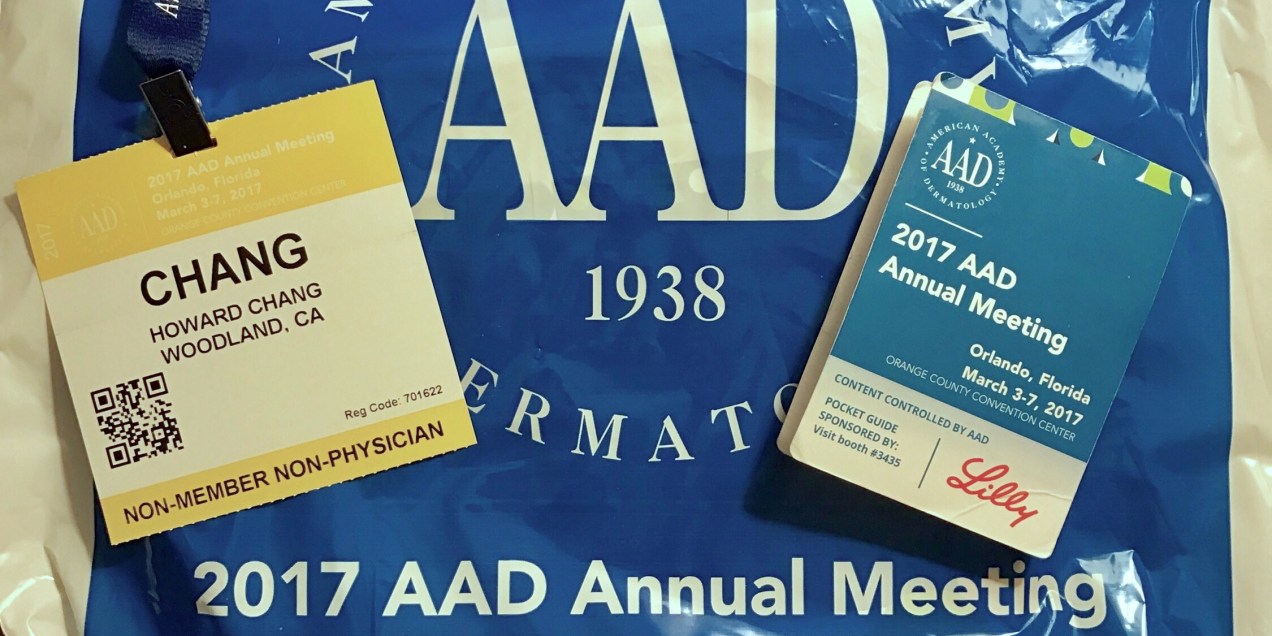 2017 AAD Annual Meeting
Orlando, Florida
March 3-7, 2017
ORANGE COUNTY CONVENTION CENTER
2017
AAD
CHANG
HOWARD CHANG
WOODLAND, CA
Reg Code: 701622
NON-MEMBER NON-PHYSICIAN
AAD
1938
DERMATO
2017 AAD Annual Meeting
AMERICAN ACADEMY OF DERMATOLOGY
AAD
1938
2017 AAD
Annual Meeting
Orlando, Florida
March 3-7, 2017
ORANGE COUNTY CONVENTION CENTER
CONTENT CONTROLLED BY AAD
POCKET GUIDE
SPONSORED BY:
Visit booth #3435
Lilly